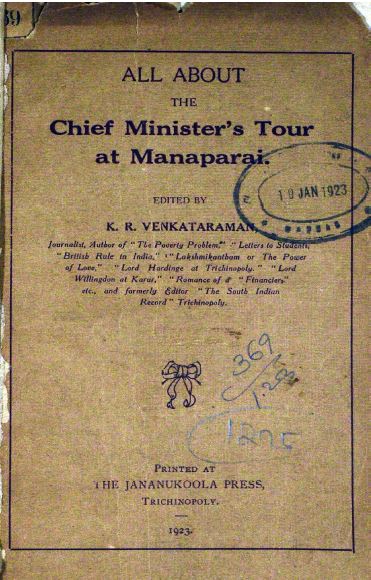 39
ALL ABOUT
THE
Chief Minister's Tour
at Manaparai.
10 JAN 1923
MADRAS
EDITED BY
K. R. VENKATARAMAN,
Journalist, Author of "The Poverty Problem," "Letters to Students,"
"British Rule in India," "Lakshmikantham or The Power
of Love," "Lord Hardinge at Trichinopoly." "Lord
Willingdon at Karur," "Romance of a "Financier,"
etc., and formerly Editor "The South Indian
Record" Trichinopoly.
369
1275
PRINTED AT
THE JANANUKOOLA PRESS,
TRICHINOPOLY.
1923.